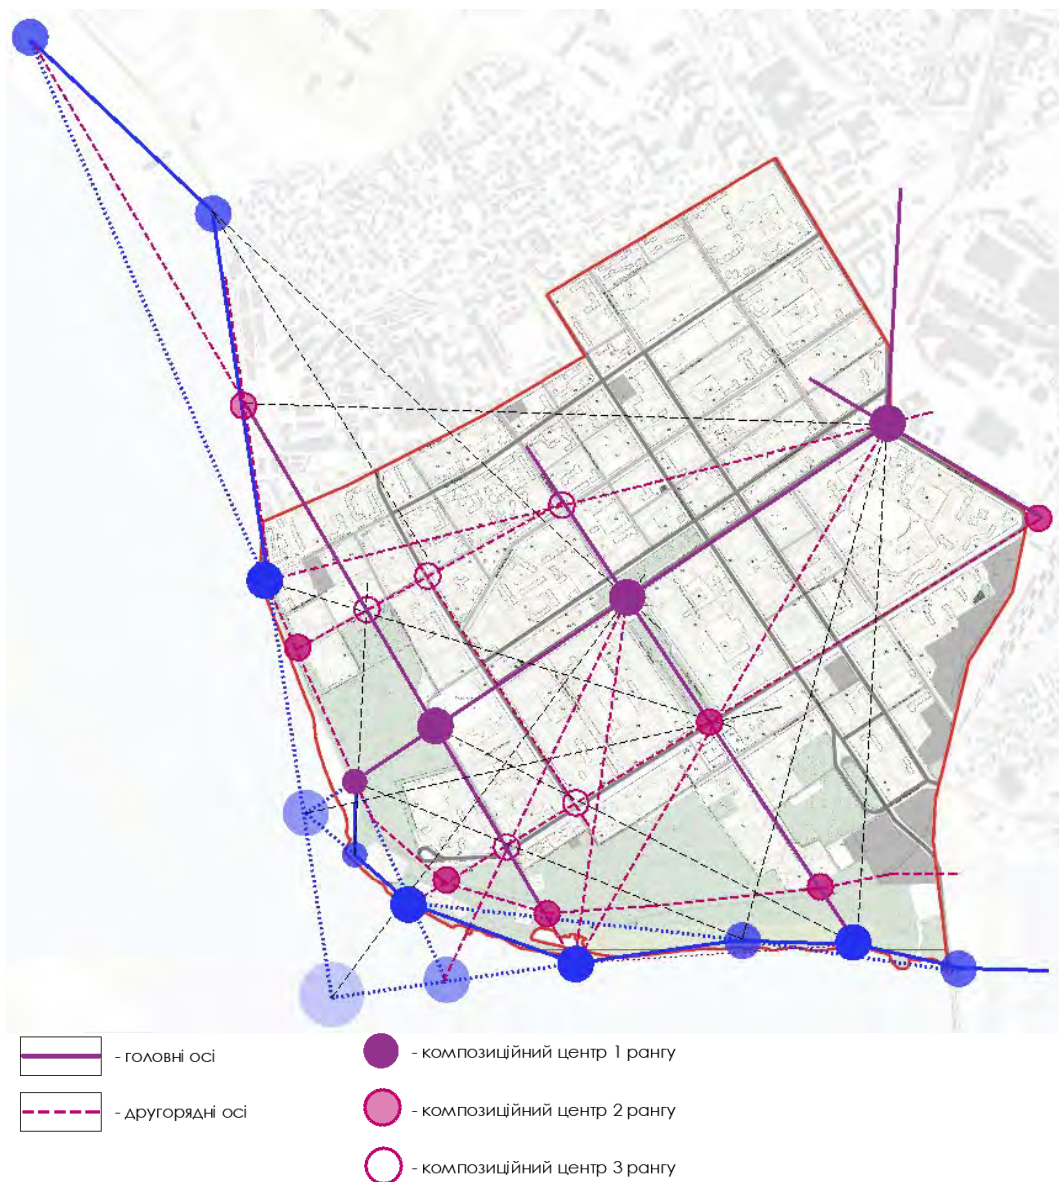 - головні осі
- другорядні осі
- композиційний центр 1 рангу
- композиційний центр 2 рангу
- композиційний центр 3 рангу